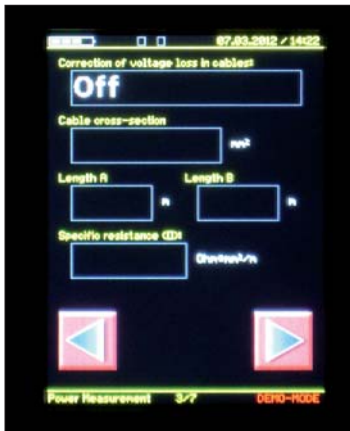 07.03.2012 / 14:22
Correction of voltage loss in cables:
Off
Cable cross-section
mm²
Length A Length B
m m
Specific resistance
Ohm*mm²/m
Power Measurement 3/7 DEMO-MODE